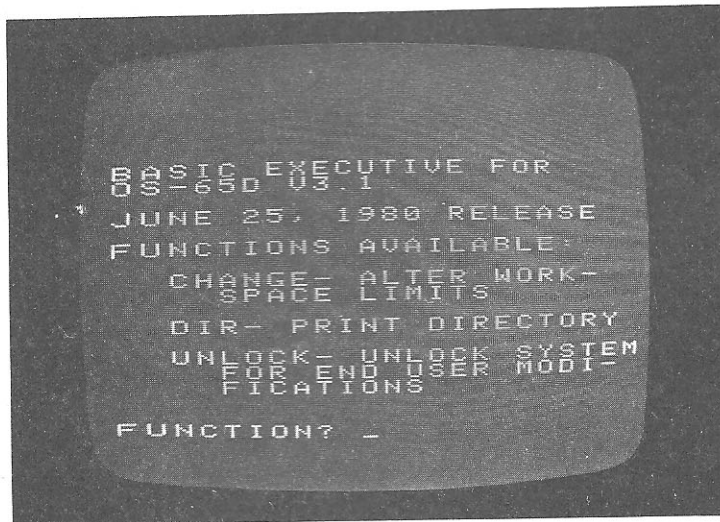 BASIC EXECUTIVE FOR
OS-65D V3.1
JUNE 25, 1980 RELEASE
FUNCTIONS AVAILABLE:
CHANGE- ALTER WORK-
SPACE LIMITS
DIR- PRINT DIRECTORY
UNLOCK- UNLOCK SYSTEM
FOR END USER MODI-
FICATIONS
FUNCTION? _